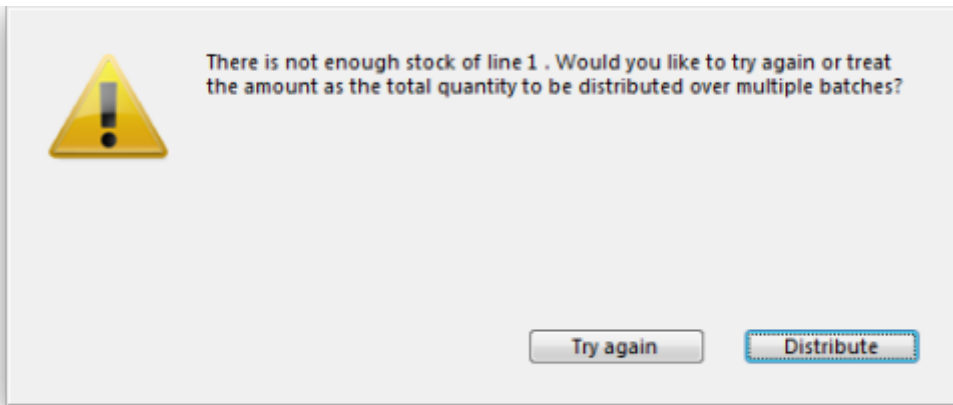 There is not enough stock of line 1 . Would you like to try again or treat
the amount as the total quantity to be distributed over multiple batches?
Try again
Distribute